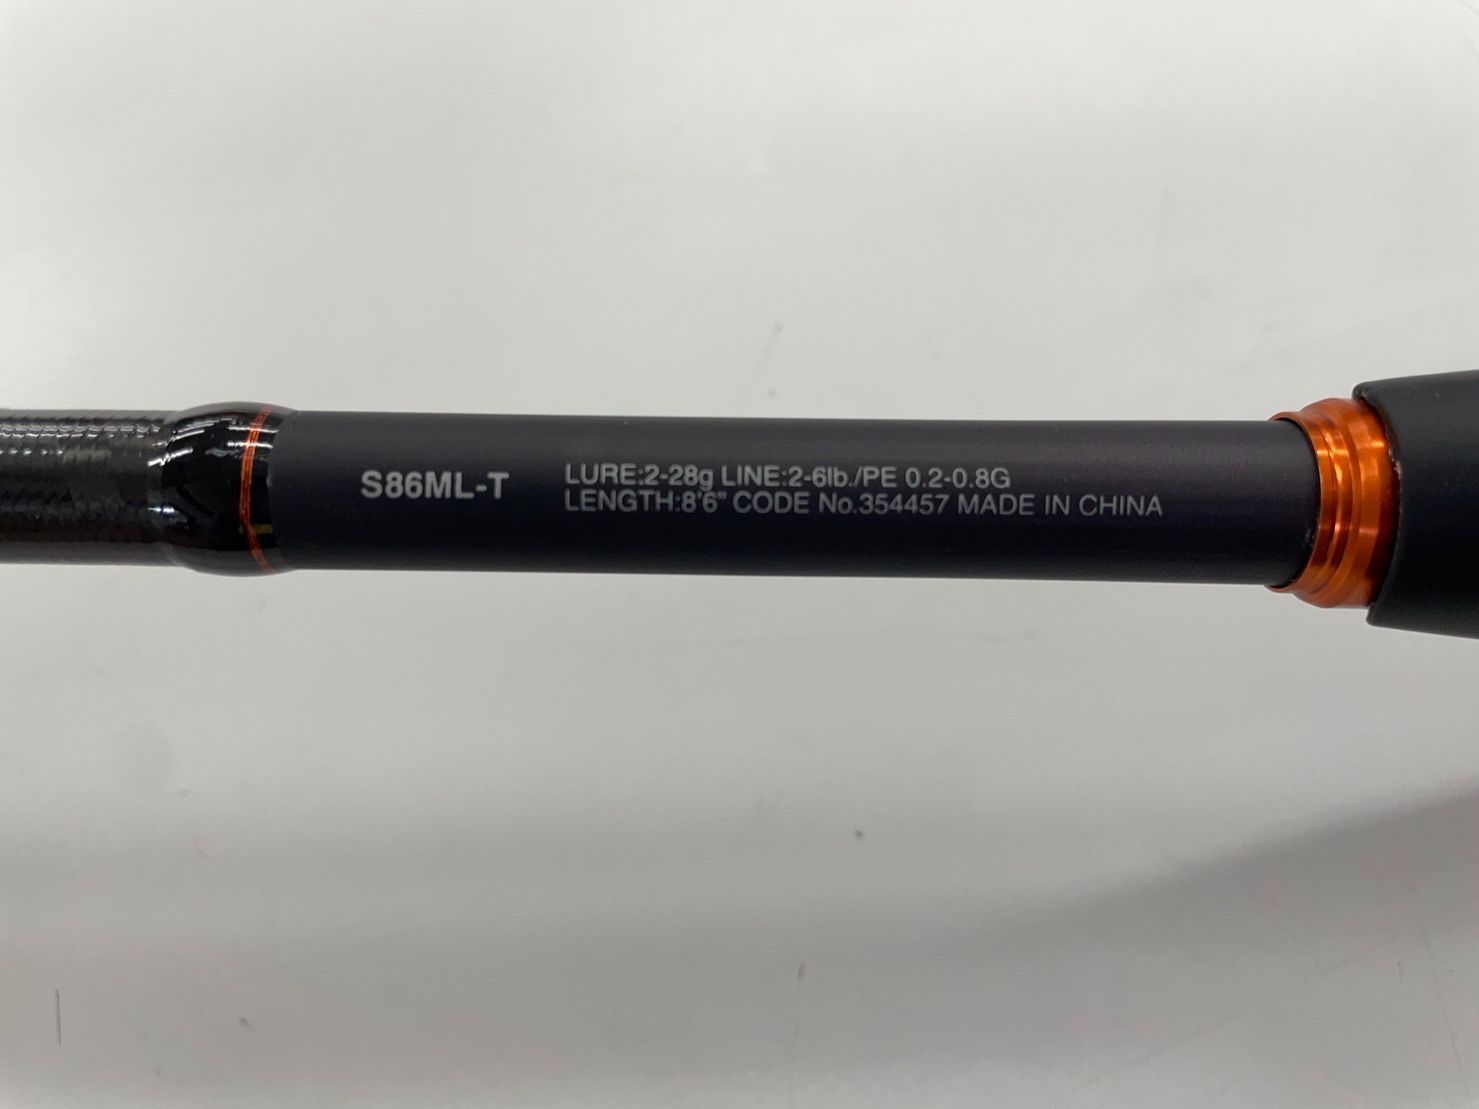 S86ML-T
LURE:2-28g LINE:2-6lb./PE 0.2-0.8G
LENGTH:8'6" CODE No.354457 MADE IN CHINA